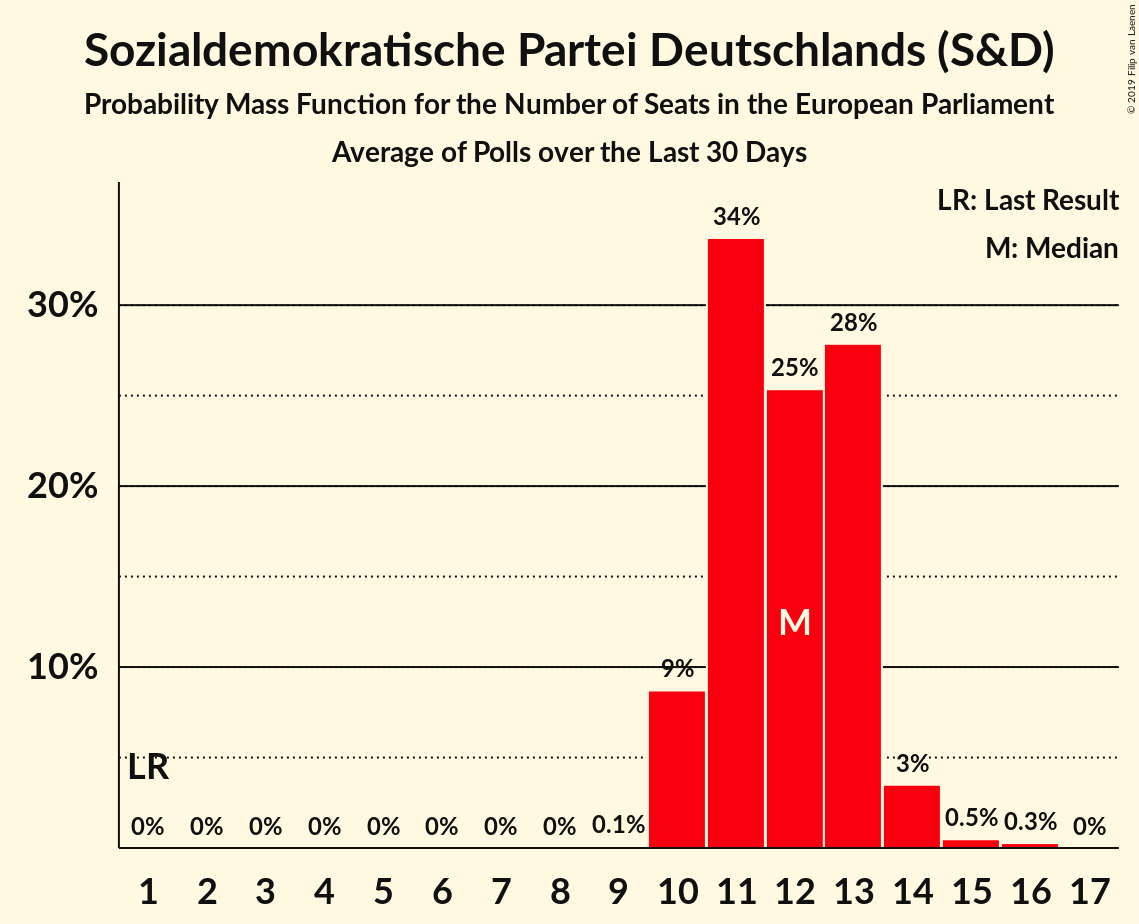 Sozialdemokratische Partei Deutschlands (S&D)
Probability Mass Function for the Number of Seats in the European Parliament
Average of Polls over the Last 30 Days
© 2019 Filip van Laenen
LR: Last Result
M: Median
34%
30%
28%
25%
20%
M
10%
9%
LR
3%
0% 0% 0% 0% 0% 0% 0% 0% 0.1% 0.5% 0.3% 0%
1 2 3 4 5 6 7 8 9 10 11 12 13 14 15 16 17